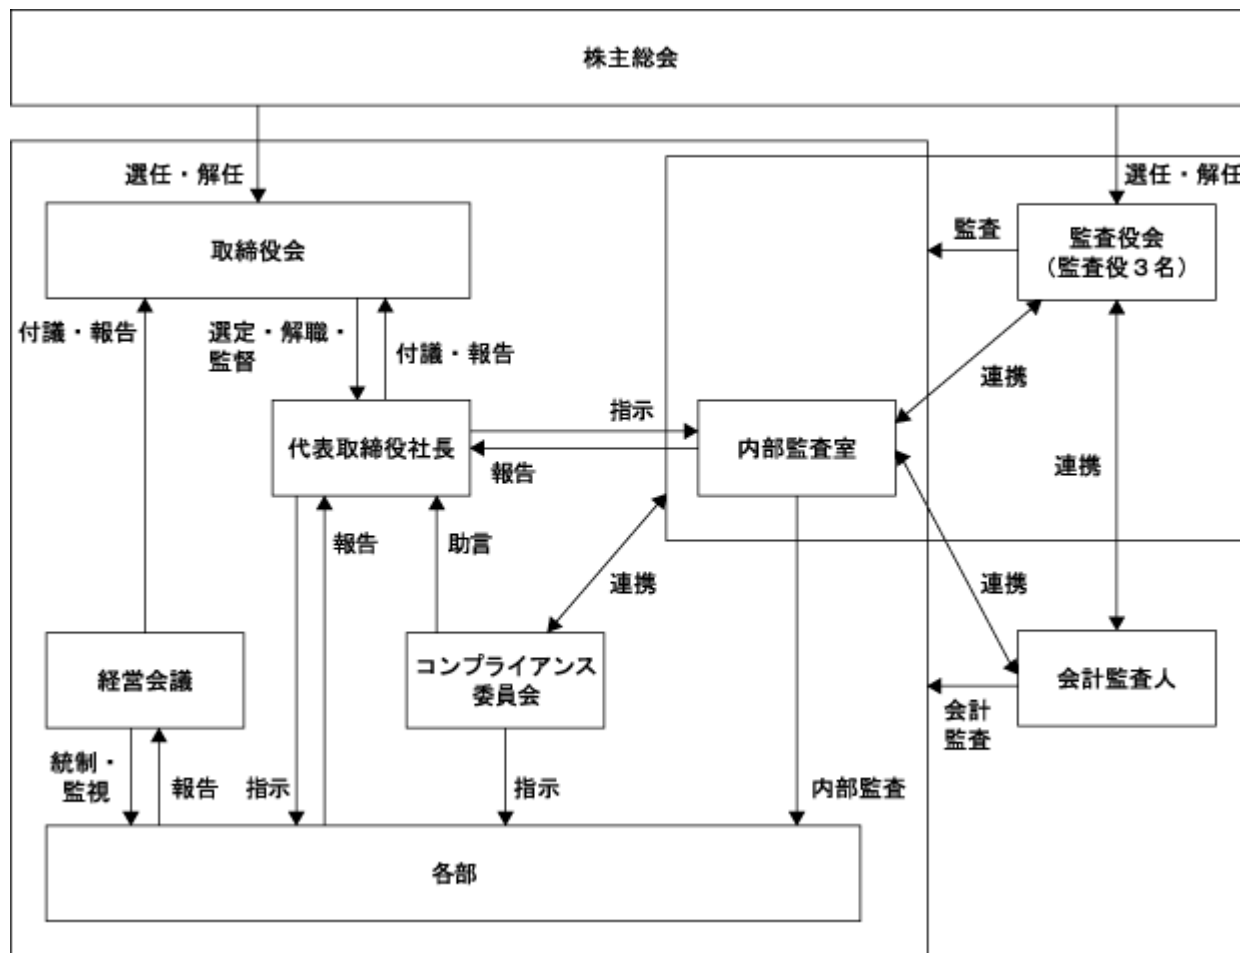 株主総会
選任・解任
選任・解任
取締役会
監査
監査役会
（監査役３名）
付議・報告
選定・解職・
監督
付議・報告
連携
指示
代表取締役社長
内部監査室
報告
連携
報告
助言
連携
連携
経営会議
コンプライアンス
委員会
会計監査人
会計
監査
統制・
監視
報告
指示
指示
内部監査
各部